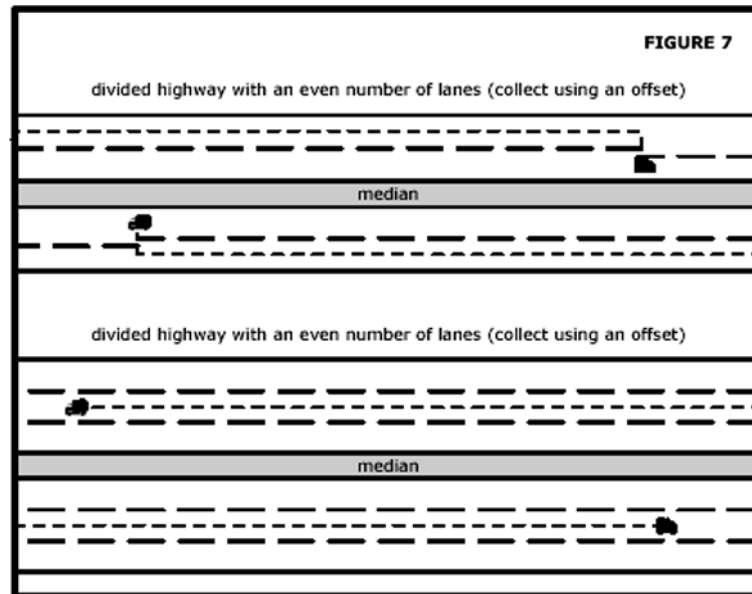 FIGURE 7
divided highway with an even number of lanes (collect using an offset)
median
divided highway with an even number of lanes (collect using an offset)
median